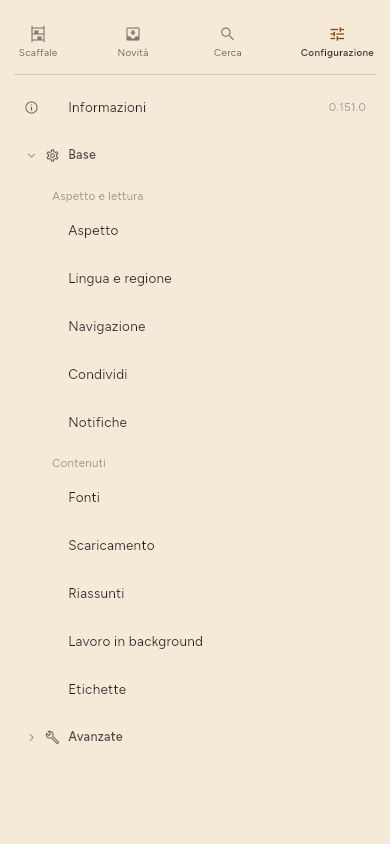 Scaffale
Novità
Cerca
Configurazione
Informazioni 0.151.0
Base
Aspetto e lettura
Aspetto
Lingua e regione
Navigazione
Condividi
Notifiche
Contenuti
Fonti
Scaricamento
Riassunti
Lavoro in background
Etichette
Avanzate